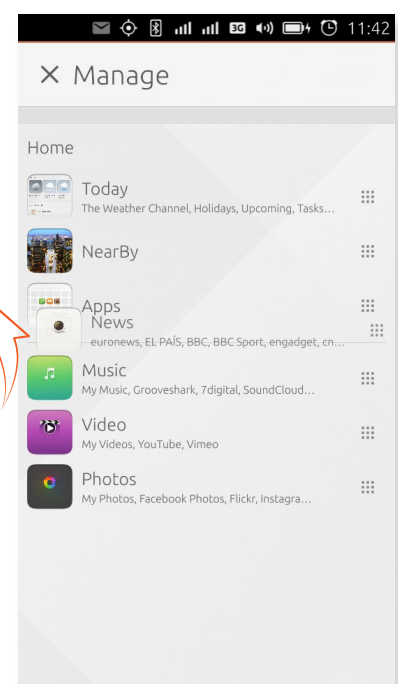 3G 11:42
Manage
Home
Today
The Weather Channel, Holidays, Upcoming, Tasks...
NearBy
Apps
News
euronews, EL PAÍS, BBC, BBC Sport, engadget, cn...
Music
My Music, Grooveshark, 7digital, SoundCloud...
Video
My Videos, YouTube, Vimeo
Photos
My Photos, Facebook Photos, Flickr, Instagra...